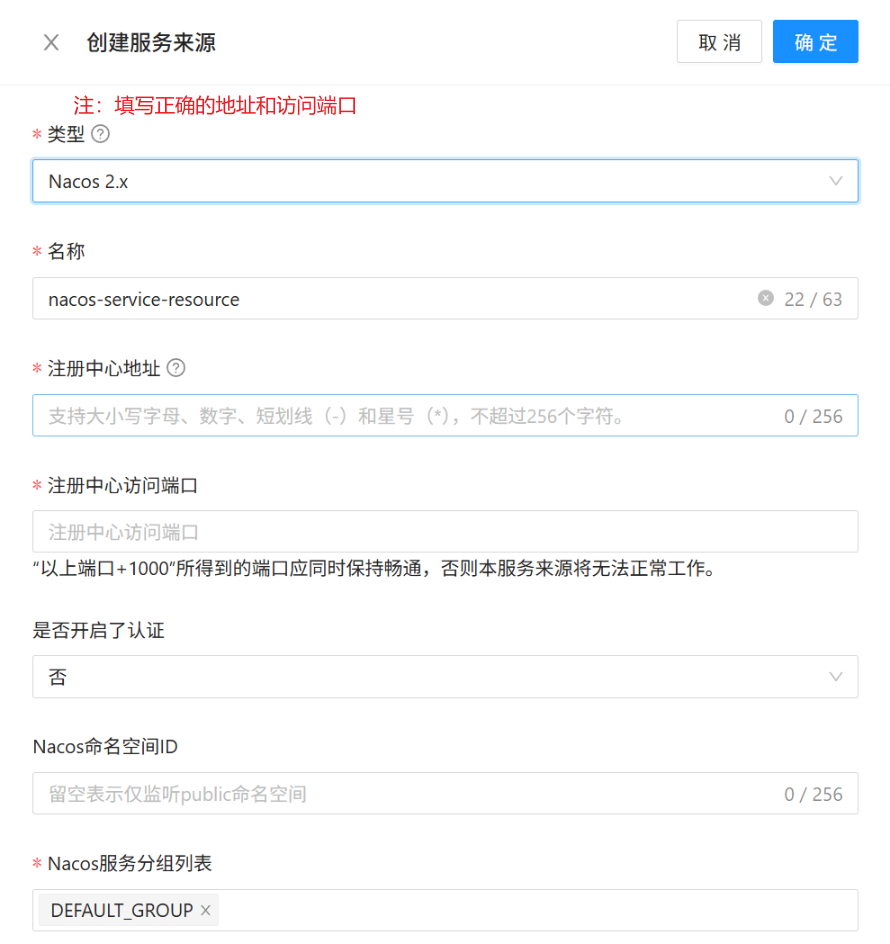 创建服务来源
取 消
确 定
注：填写正确的地址和访问端口
* 类型 ?
Nacos 2.x
* 名称
nacos-service-resource
22 / 63
* 注册中心地址 ?
支持大小写字母、数字、短划线（-）和星号（*），不超过256个字符。
0 / 256
* 注册中心访问端口
注册中心访问端口
“以上端口+1000“所得到的端口应同时保持畅通，否则本服务来源将无法正常工作。
是否开启了认证
否
Nacos命名空间ID
留空表示仅监听public命名空间
0 / 256
* Nacos服务分组列表
DEFAULT_GROUP